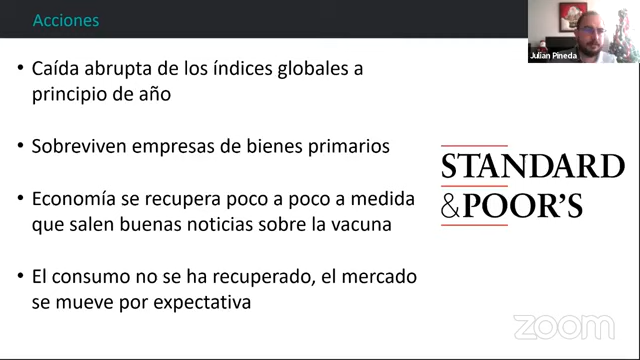 Acciones
Julian Pineda
• Caída abrupta de los índices globales a
principio de año
• Sobreviven empresas de bienes primarios
• Economía se recupera poco a poco a medida
que salen buenas noticias sobre la vacuna
• El consumo no se ha recuperado, el mercado
se mueve por expectativa
STANDARD
&POOR'S
zoom